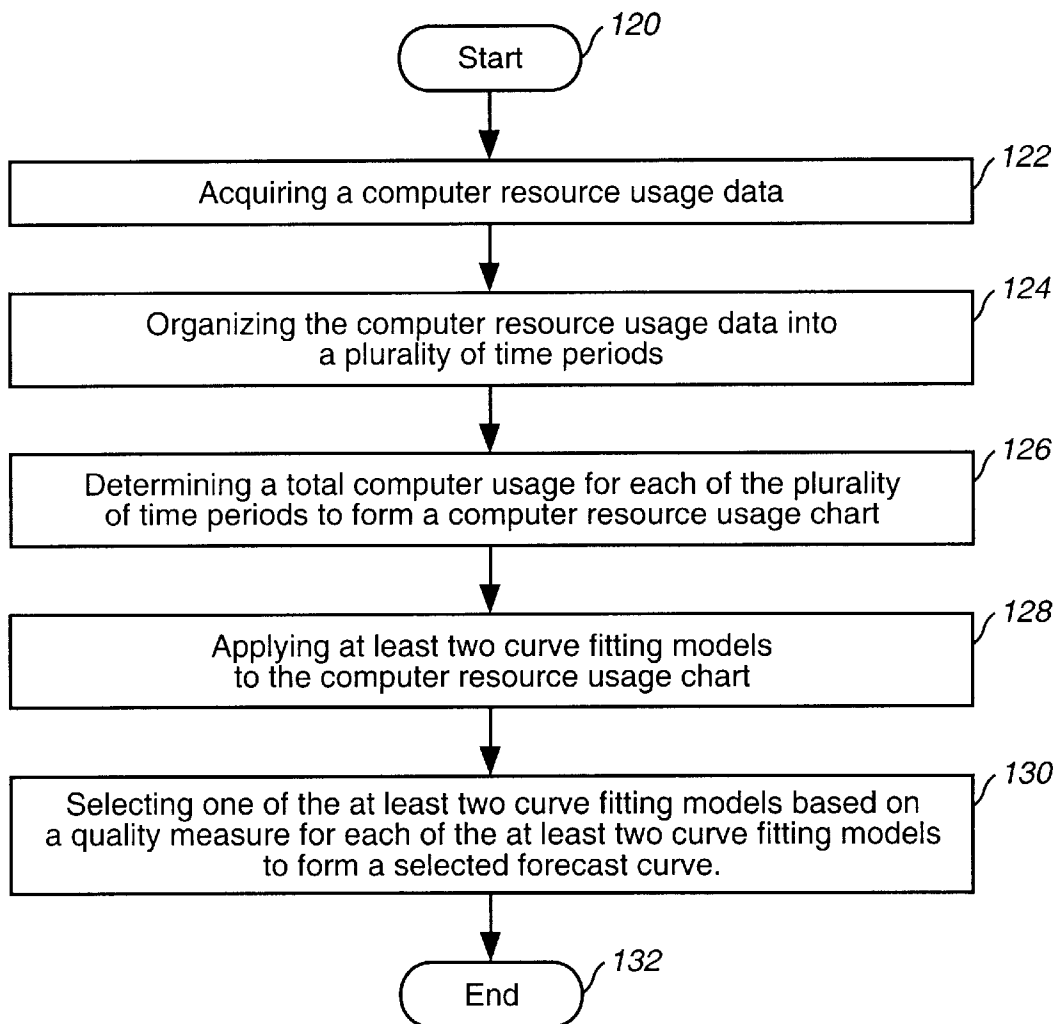 120
Start
122
Acquiring a computer resource usage data
124
Organizing the computer resource usage data into
a plurality of time periods
126
Determining a total computer usage for each of the plurality
of time periods to form a computer resource usage chart
128
Applying at least two curve fitting models
to the computer resource usage chart
130
Selecting one of the at least two curve fitting models based on
a quality measure for each of the at least two curve fitting models
to form a selected forecast curve.
132
End